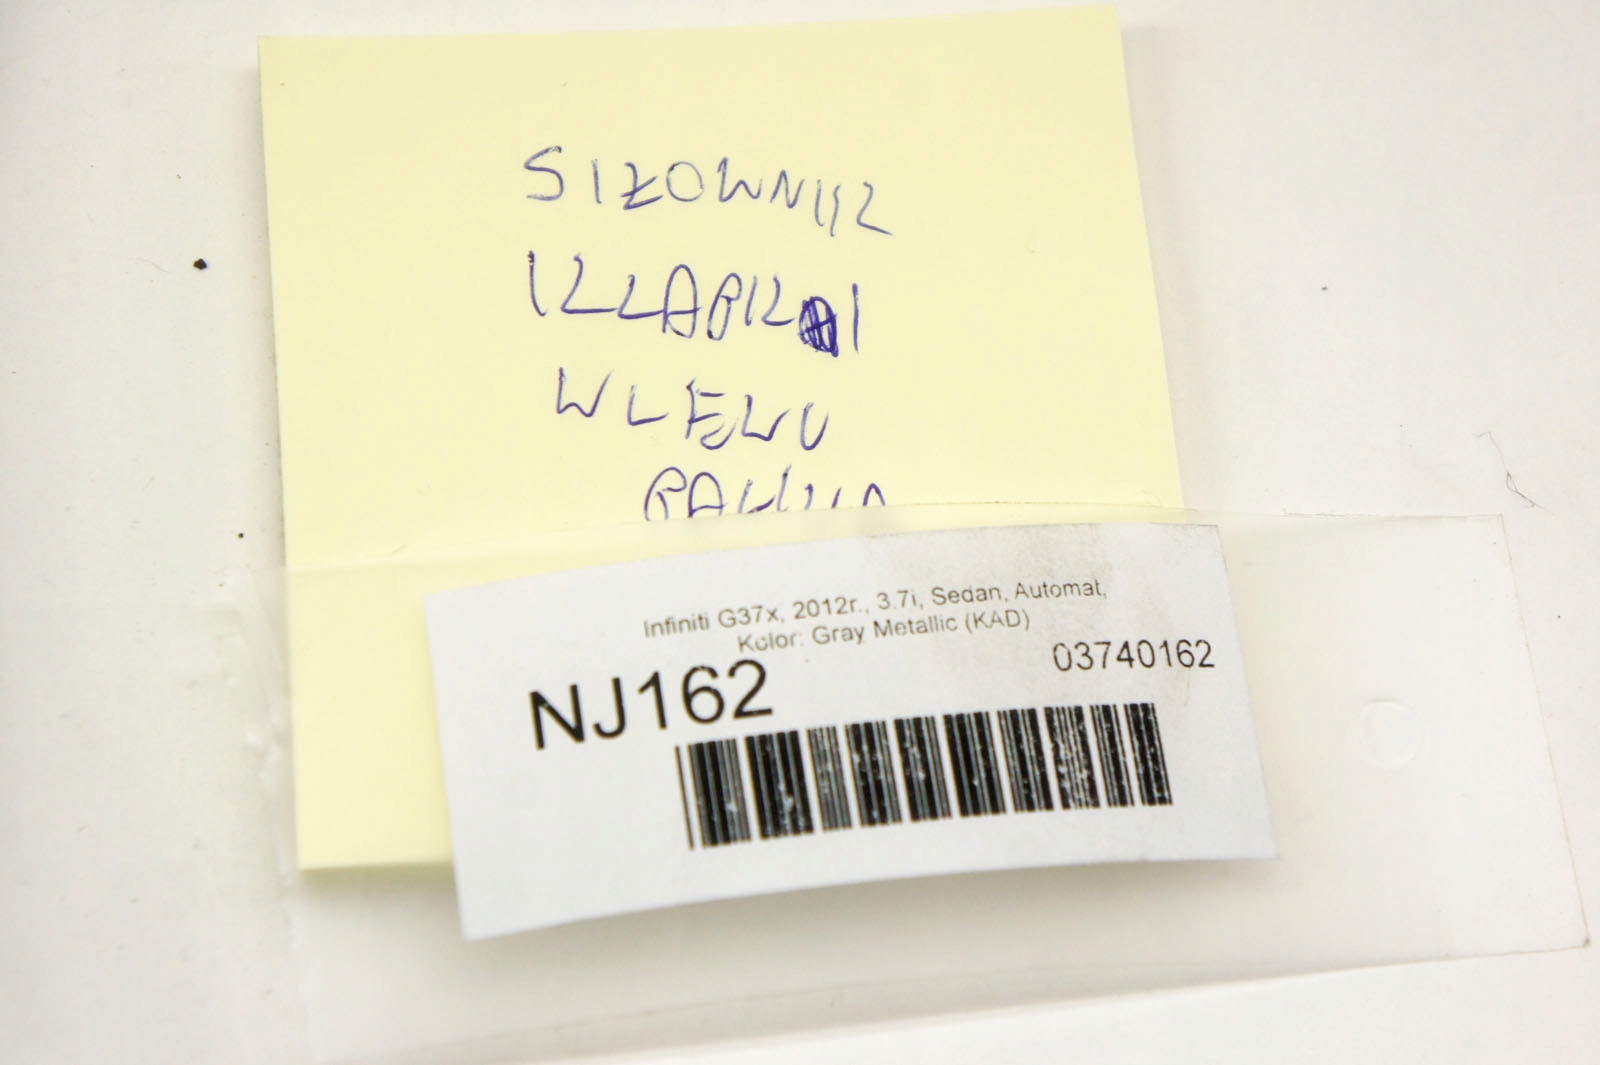 SIŁOWNIK
KLAPKI
WLEWU
Infiniti G37x, 2012r., 3.7i, Sedan, Automat,
Kolor: Gray Metallic (KAD)
03740162
NJ162